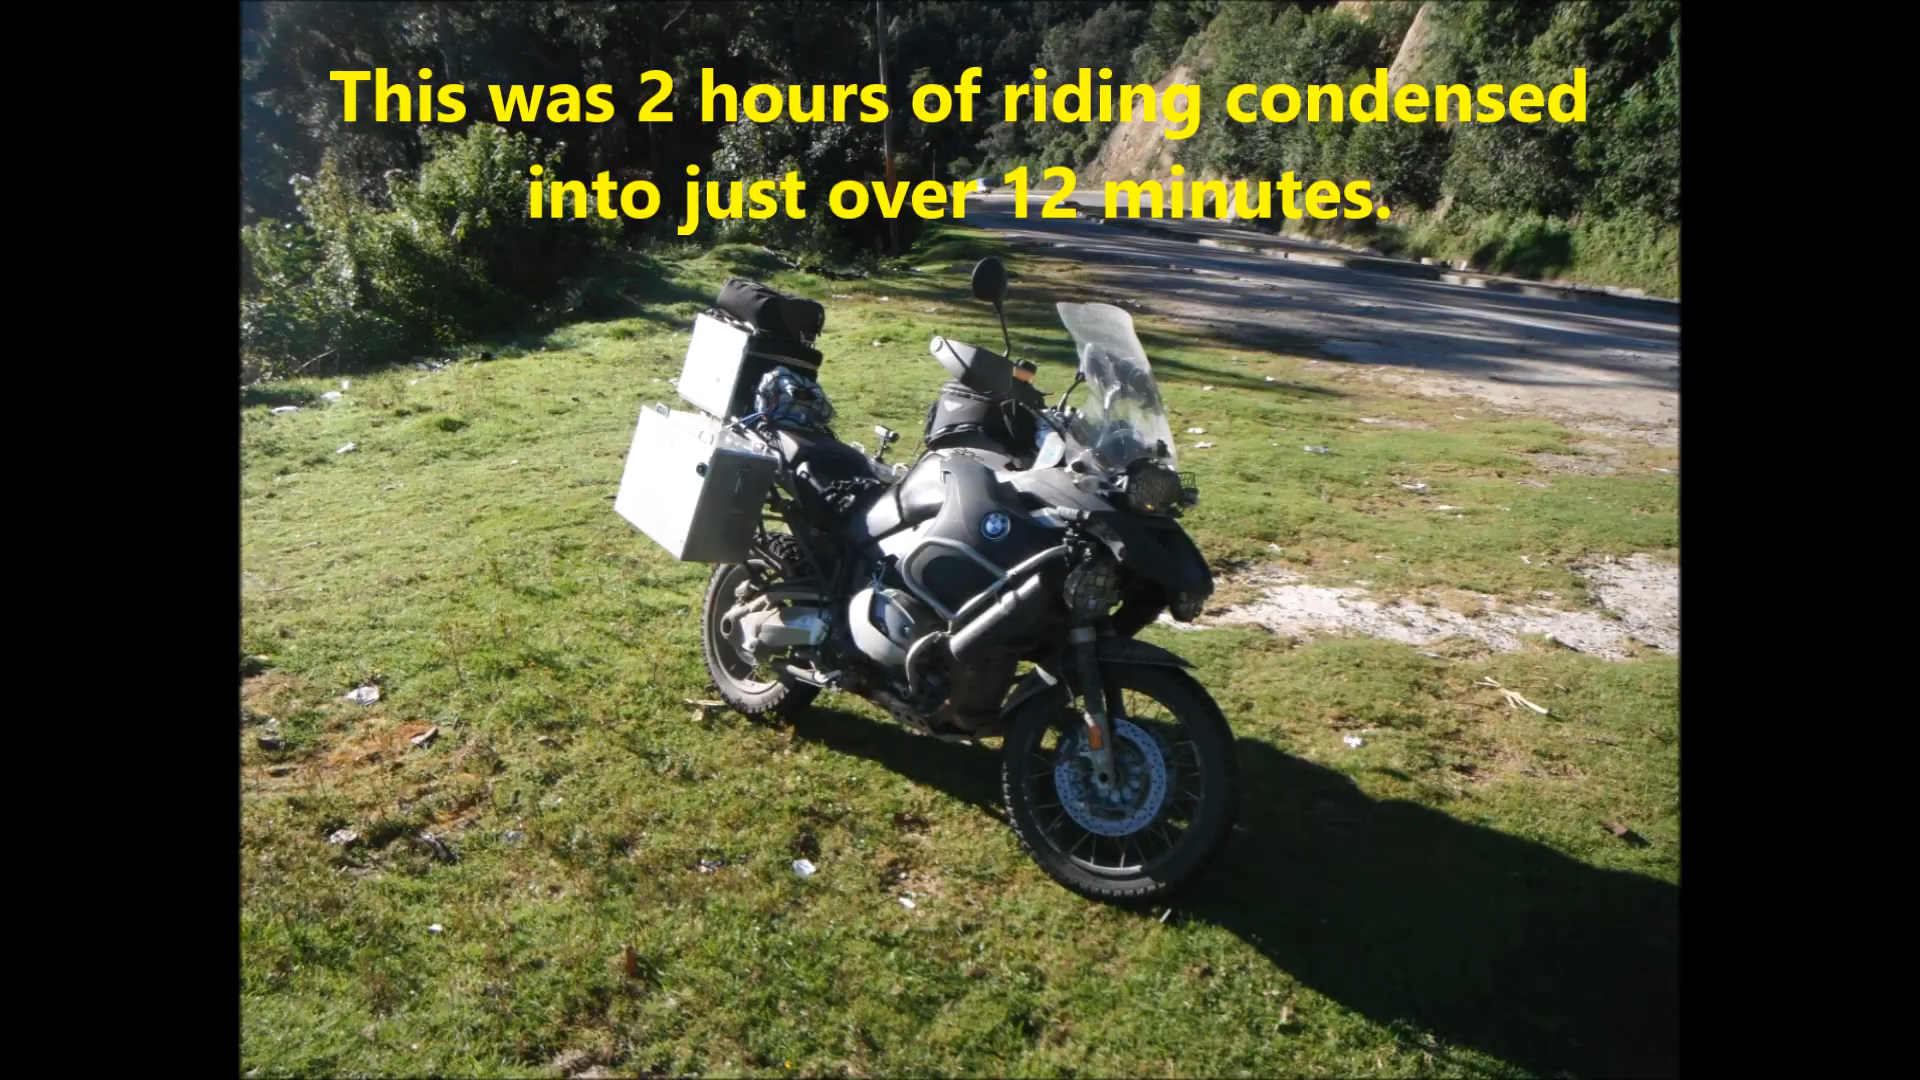 This was 2 hours of riding condensed
into just over 12 minutes.